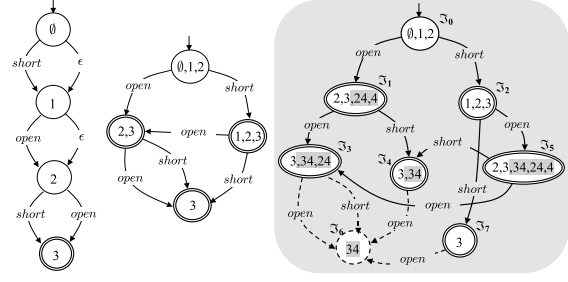 ∅
short
ϵ
1
open
ϵ
2
short
open
3
∅,1,2
open
short
2,3
open
1,2,3
short
open
short
3
ℑ₀
∅,1,2
open
short
ℑ₁
2,3,24,4
ℑ₂
1,2,3
open
short
open
ℑ₃
3,34,24
ℑ₄
3,34
short
ℑ₅
2,3,34,24,4
short
open
open
short
open
ℑ₆
34
open
ℑ₇
3